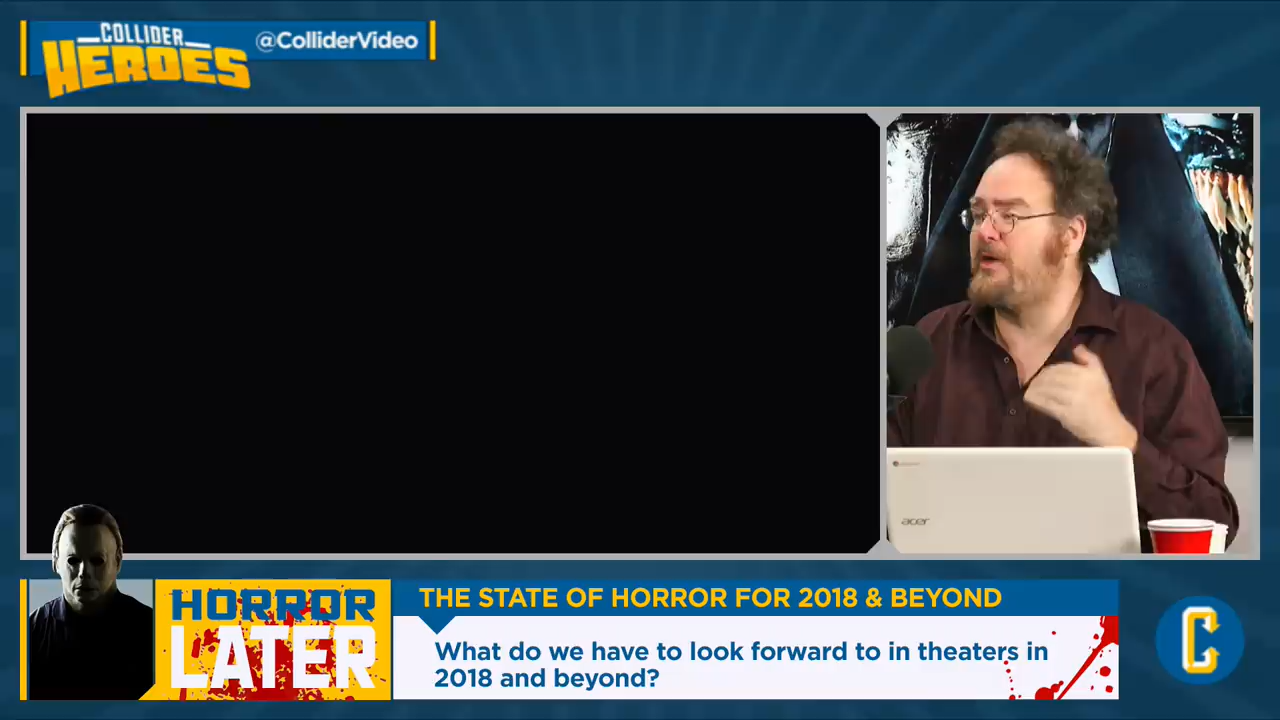 COLLIDER
HEROES
@ColliderVideo
acer
HORROR
LATER
THE STATE OF HORROR FOR 2018 & BEYOND
What do we have to look forward to in theaters in
2018 and beyond?